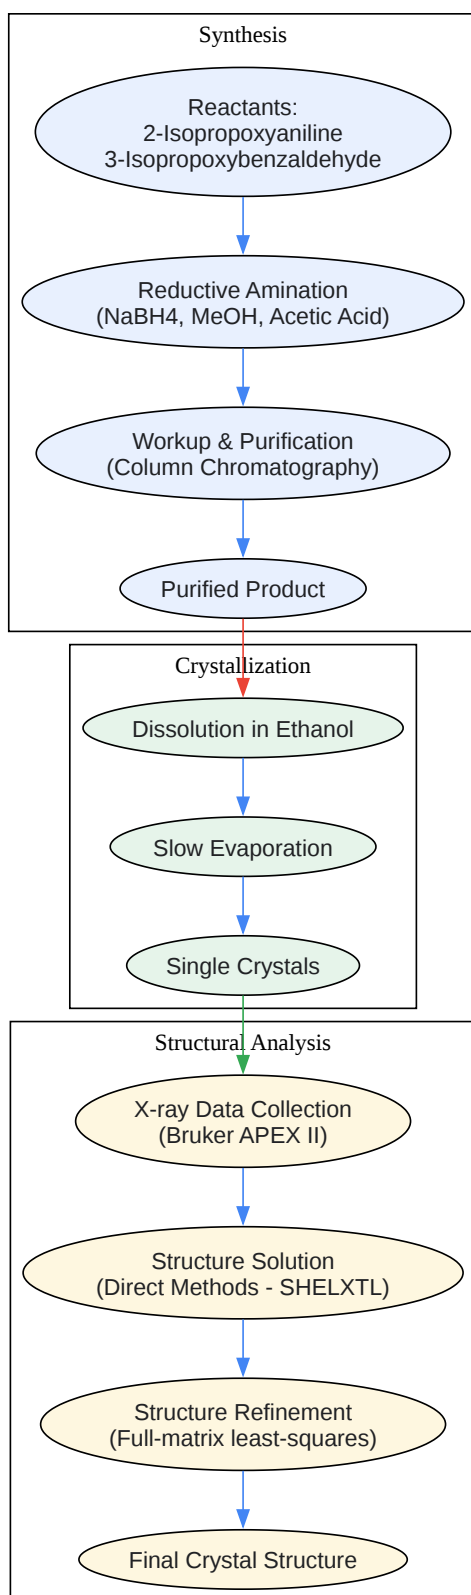 Synthesis
Reactants:
2-Isopropoxyaniline
3-Isopropoxybenzaldehyde
Reductive Amination
(NaBH4, MeOH, Acetic Acid)
Workup & Purification
(Column Chromatography)
Purified Product
Crystallization
Dissolution in Ethanol
Slow Evaporation
Single Crystals
Structural Analysis
X-ray Data Collection
(Bruker APEX II)
Structure Solution
(Direct Methods - SHELXTL)
Structure Refinement
(Full-matrix least-squares)
Final Crystal Structure